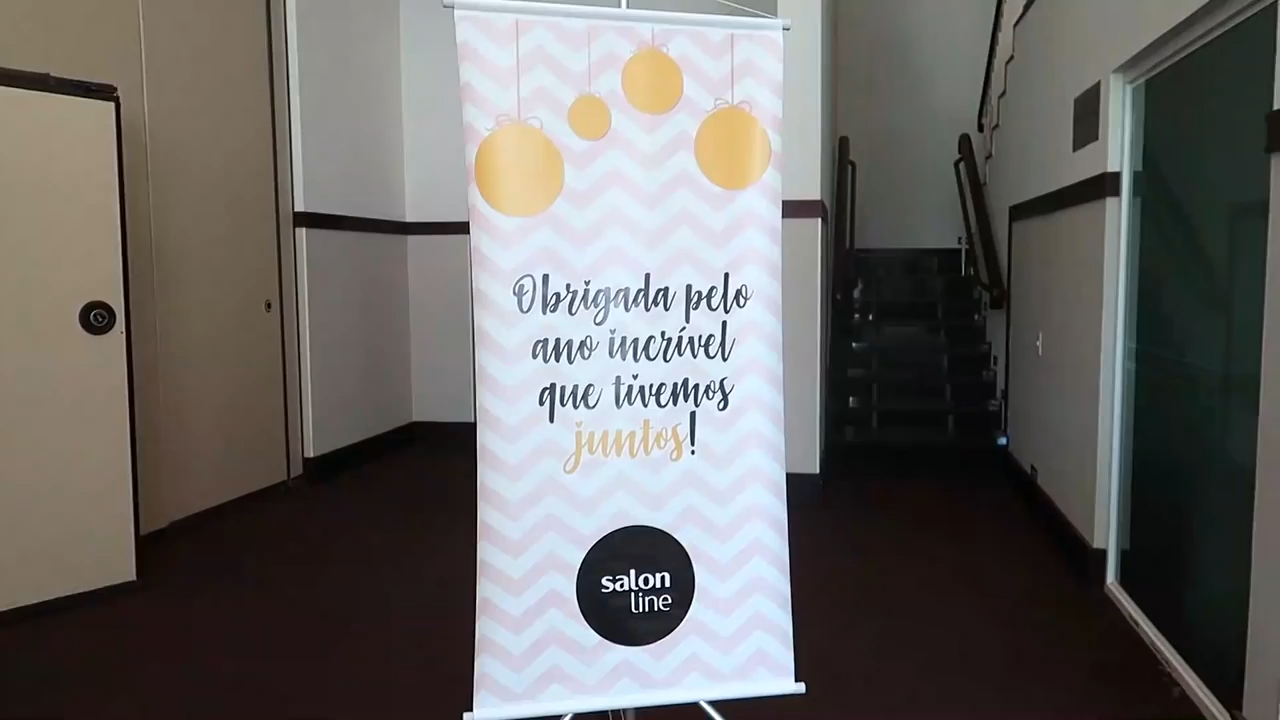 Obrigada pelo
ano incrível
que tivemos
juntos!
salon
line